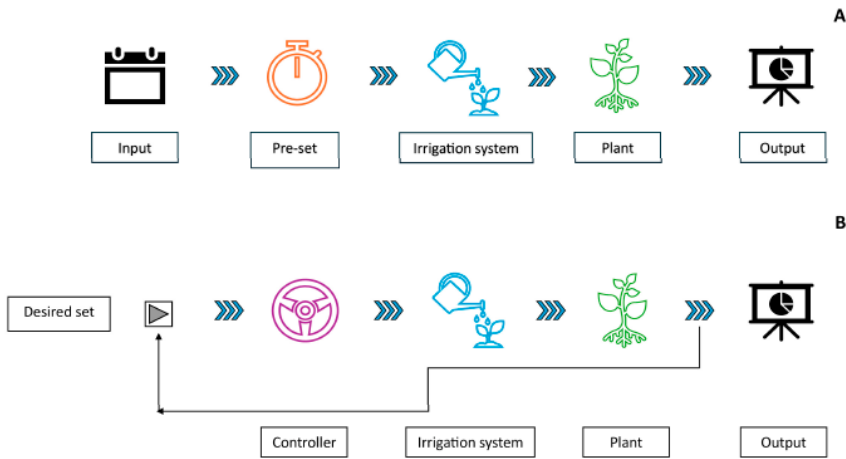 A
Input
Pre-set
Irrigation system
Plant
Output
B
Desired set
Controller
Irrigation system
Plant
Output